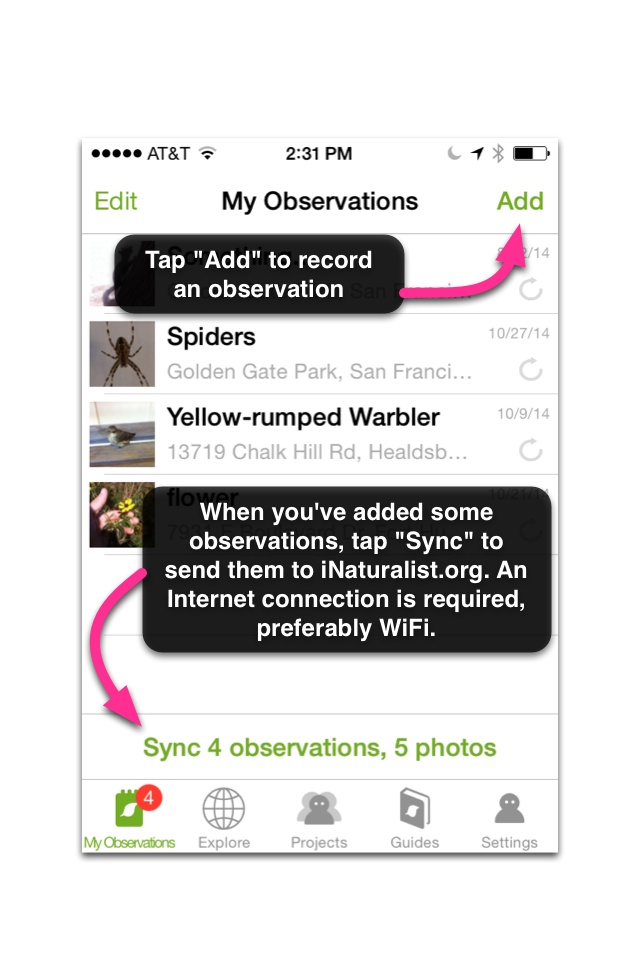 AT&T
2:31 PM
Edit
My Observations
Add
Tap "Add" to record
an observation
Spiders
10/27/14
Golden Gate Park, San Franci...
Yellow-rumped Warbler
10/9/14
13719 Chalk Hill Rd, Healdsb...
flower
10/21/14
When you've added some
observations, tap "Sync" to
send them to iNaturalist.org. An
Internet connection is required,
preferably WiFi.
Sync 4 observations, 5 photos
4
My Observations
Explore
Projects
Guides
Settings